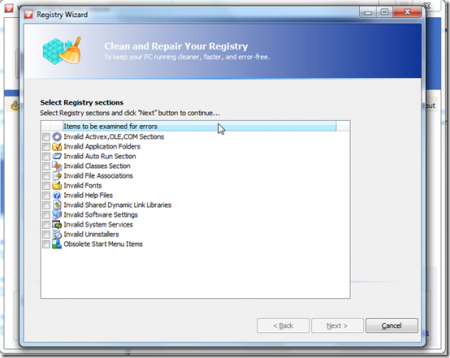 Registry Wizard
Clean and Repair Your Registry
To keep your PC running cleaner, faster, and error-free.
Select Registry sections
Select Registry sections and click "Next" button to continue...
Items to be examined for errors
Invalid Activex,OLE,COM Sections
Invalid Application Folders
Invalid Auto Run Section
Invalid Classes Section
Invalid File Associations
Invalid Fonts
Invalid Help Files
Invalid Shared Dynamic Link Libraries
Invalid Software Settings
Invalid System Services
Invalid Uninstallers
Obsolete Start Menu Items
< Back
Next >
Cancel